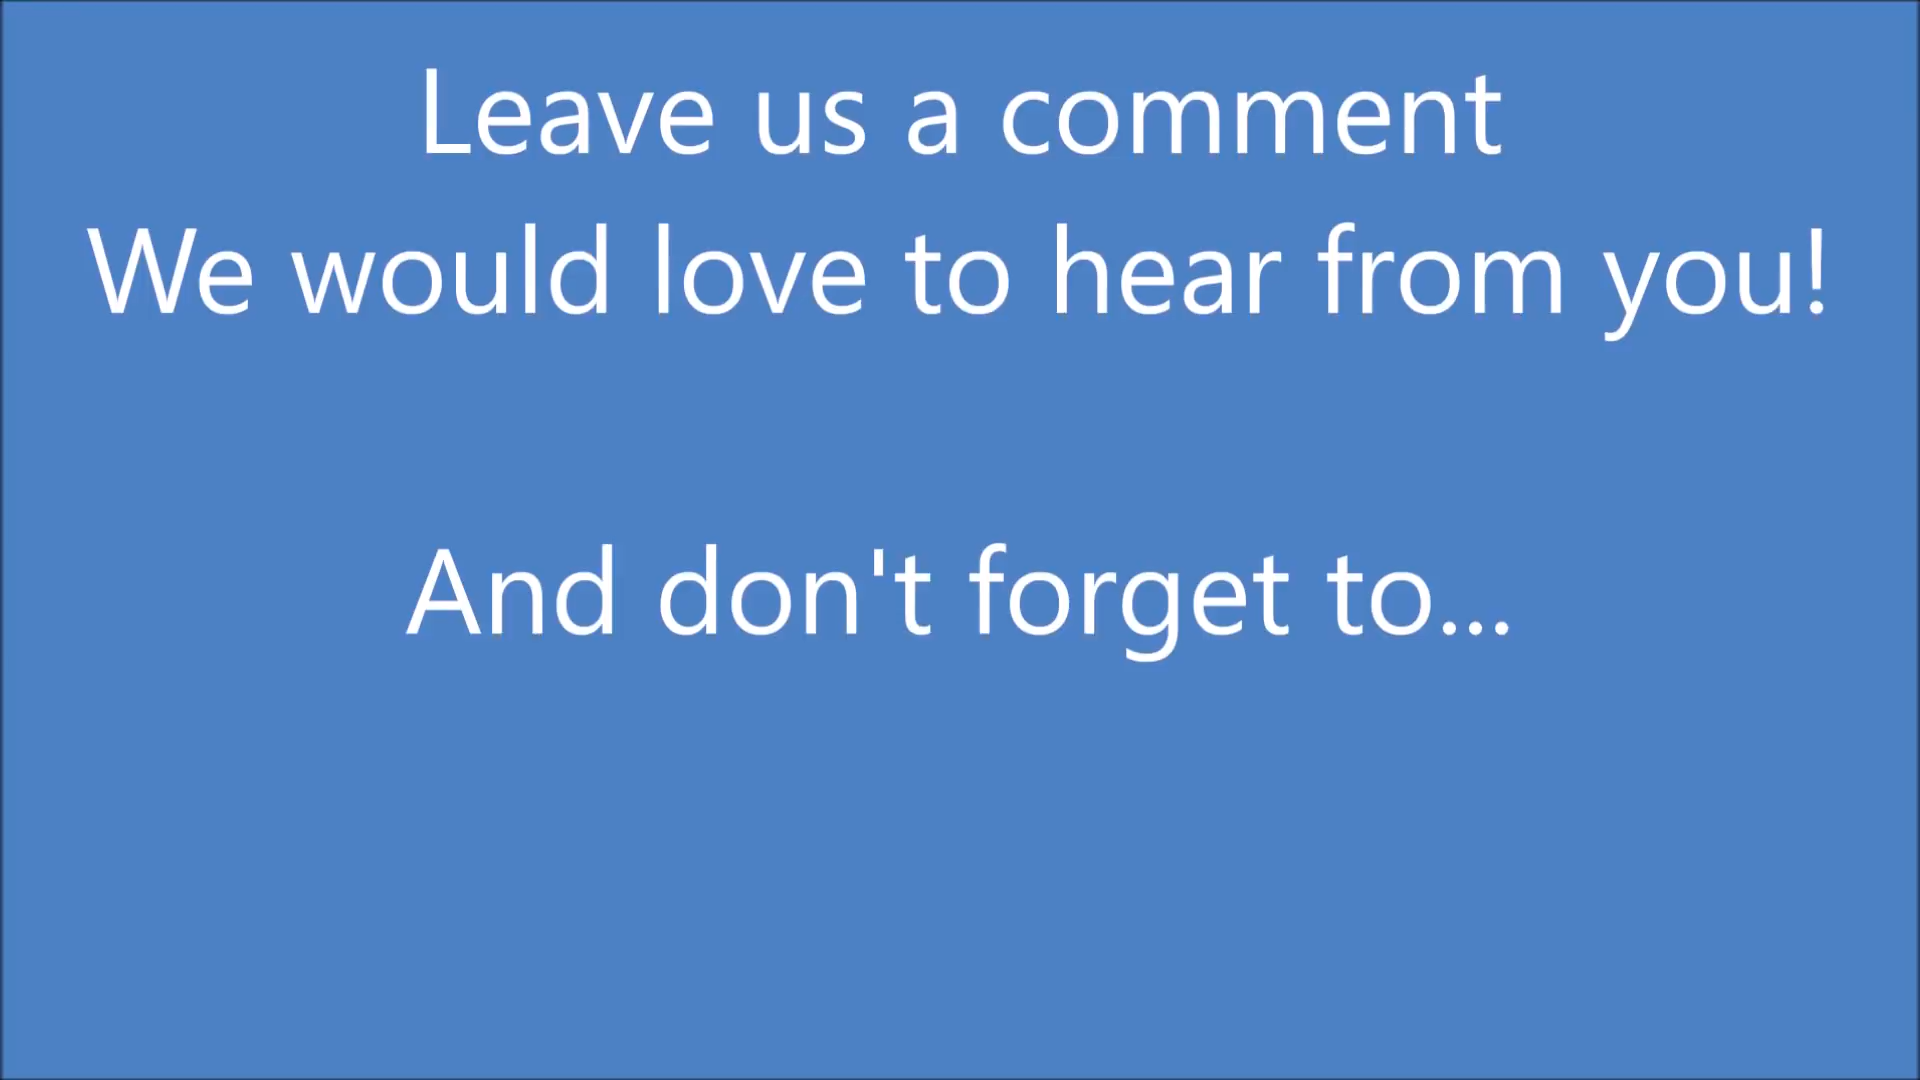 Leave us a comment
We would love to hear from you!
And don't forget to...